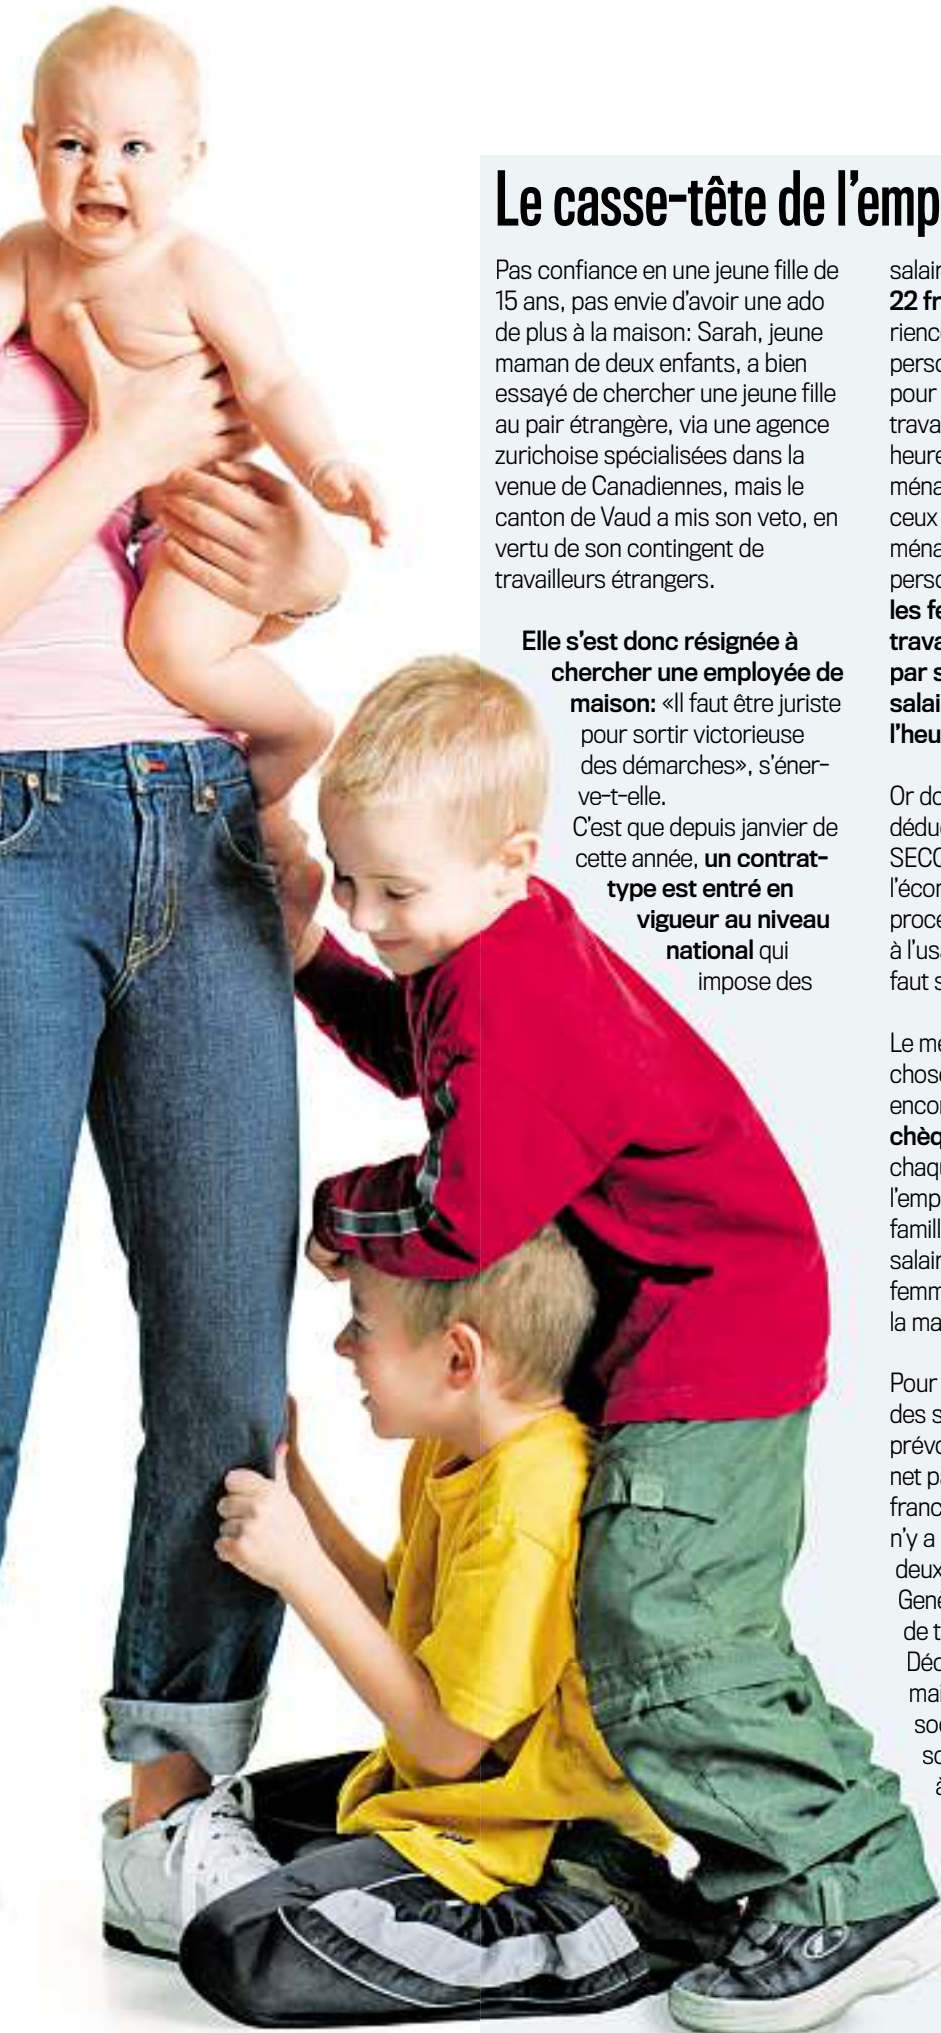 Le casse-tête de l'emp
Pas confiance en une jeune fille de
15 ans, pas envie d'avoir une ado
de plus à la maison: Sarah, jeune
maman de deux enfants, a bien
essayé de chercher une jeune fille
au pair étrangère, via une agence
zurichoise spécialisées dans la
venue de Canadiennes, mais le
canton de Vaud a mis son veto, en
vertu de son contingent de
travailleurs étrangers.
Elle s'est donc résignée à
chercher une employée de
maison: «Il faut être juriste
pour sortir victorieuse
des démarches», s'éner-
ve-t-elle.
C'est que depuis janvier de
cette année, un contrat-
type est entré en
vigueur au niveau
national qui
impose des
salair
22 fr
rience
perso
pour
trava
heure
ména
ceux
ména
perso
les fe
trava
par s
salai
l'heu
Or do
déduc
SECO
l'écon
procé
à l'usa
faut s
Le me
chose
encor
chèq
chaqu
l'emp
famill
salair
femm
la ma
Pour
des s
prévo
net pa
franc
n'y a
deux
Gene
de t
Déc
mai
soc
so
à